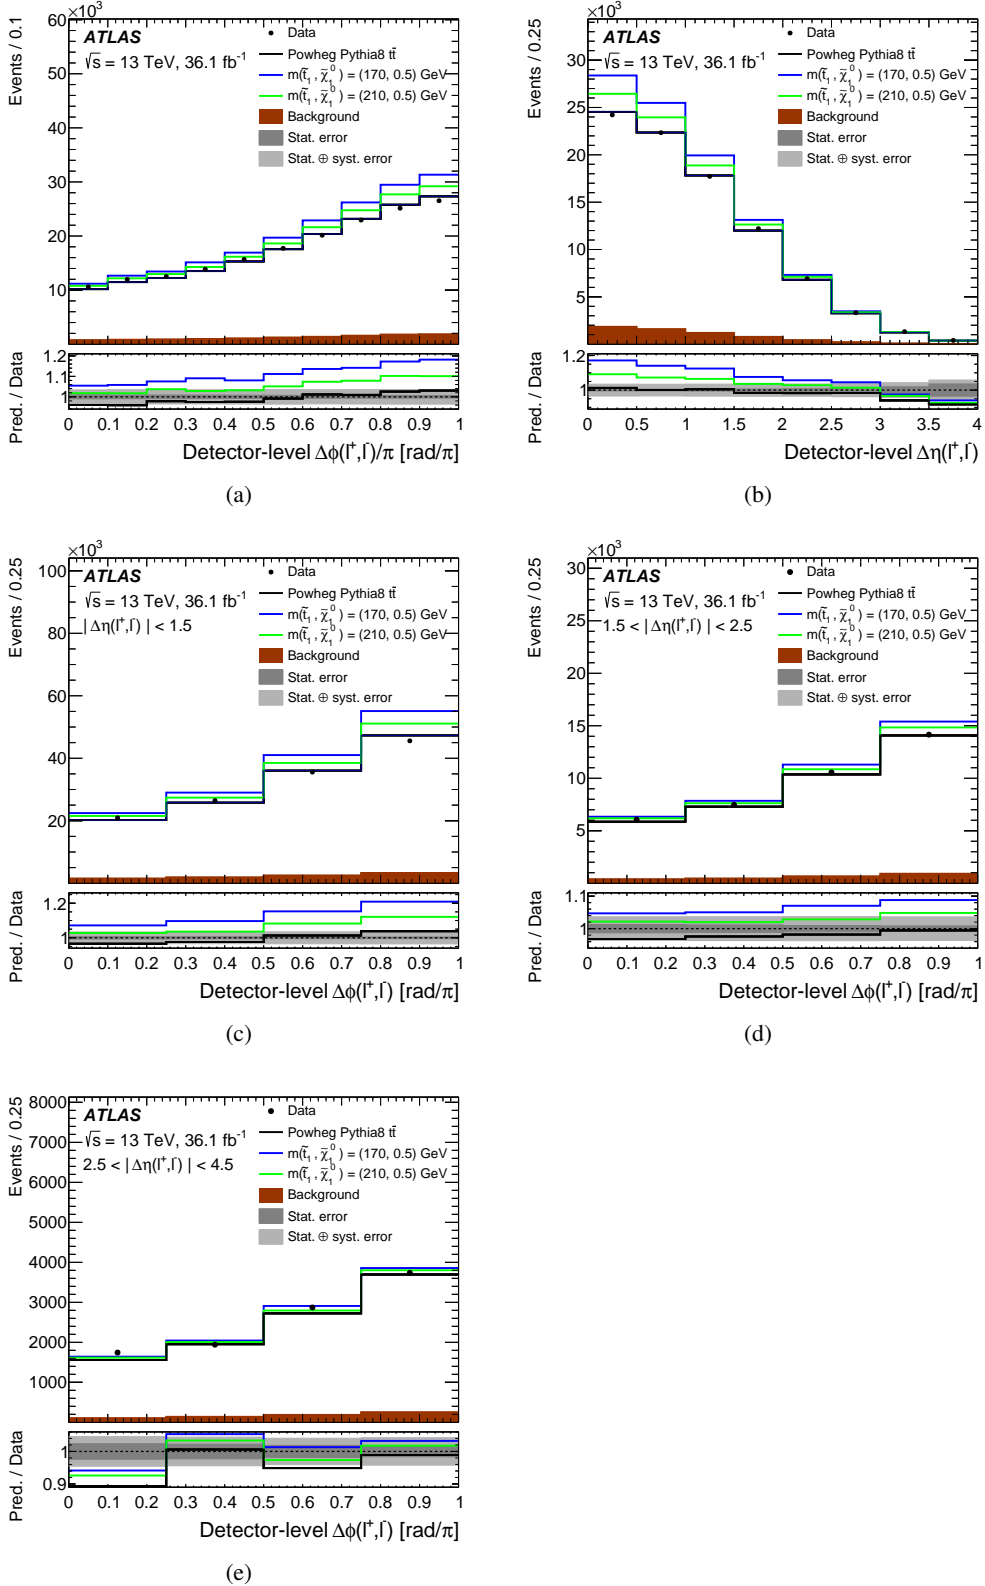 ×10³
Events / 0.1
ATLAS
√s = 13 TeV, 36.1 fb⁻¹
Data
Powheg Pythia8 tt̄
m(t̃₁, χ̃₁⁰) = (170, 0.5) GeV
m(t̃₁, χ̃₁⁰) = (210, 0.5) GeV
Background
Stat. error
Stat. ⊕ syst. error
60
50
40
30
20
10
Pred. / Data
1.2
1.1
1
0 0.1 0.2 0.3 0.4 0.5 0.6 0.7 0.8 0.9 1
Detector-level Δϕ(l⁺,l⁻)/π [rad/π]
(a)
×10³
Events / 0.25
ATLAS
√s = 13 TeV, 36.1 fb⁻¹
Data
Powheg Pythia8 tt̄
m(t̃₁, χ̃₁⁰) = (170, 0.5) GeV
m(t̃₁, χ̃₁⁰) = (210, 0.5) GeV
Background
Stat. error
Stat. ⊕ syst. error
30
25
20
15
10
5
Pred. / Data
1.2
1
0 0.5 1 1.5 2 2.5 3 3.5 4
Detector-level Δη(l⁺,l⁻)
(b)
×10³
Events / 0.25
ATLAS
√s = 13 TeV, 36.1 fb⁻¹
|Δη(l⁺,l⁻)| < 1.5
Data
Powheg Pythia8 tt̄
m(t̃₁, χ̃₁⁰) = (170, 0.5) GeV
m(t̃₁, χ̃₁⁰) = (210, 0.5) GeV
Background
Stat. error
Stat. ⊕ syst. error
100
80
60
40
20
Pred. / Data
1.2
1
0 0.1 0.2 0.3 0.4 0.5 0.6 0.7 0.8 0.9 1
Detector-level Δϕ(l⁺,l⁻) [rad/π]
(c)
×10³
Events / 0.25
ATLAS
√s = 13 TeV, 36.1 fb⁻¹
1.5 < |Δη(l⁺,l⁻)| < 2.5
Data
Powheg Pythia8 tt̄
m(t̃₁, χ̃₁⁰) = (170, 0.5) GeV
m(t̃₁, χ̃₁⁰) = (210, 0.5) GeV
Background
Stat. error
Stat. ⊕ syst. error
30
25
20
15
10
5
Pred. / Data
1.1
1
0 0.1 0.2 0.3 0.4 0.5 0.6 0.7 0.8 0.9 1
Detector-level Δϕ(l⁺,l⁻) [rad/π]
(d)
Events / 0.25
ATLAS
√s = 13 TeV, 36.1 fb⁻¹
2.5 < |Δη(l⁺,l⁻)| < 4.5
Data
Powheg Pythia8 tt̄
m(t̃₁, χ̃₁⁰) = (170, 0.5) GeV
m(t̃₁, χ̃₁⁰) = (210, 0.5) GeV
Background
Stat. error
Stat. ⊕ syst. error
8000
7000
6000
5000
4000
3000
2000
1000
Pred. / Data
1
0.9
0 0.1 0.2 0.3 0.4 0.5 0.6 0.7 0.8 0.9 1
Detector-level Δϕ(l⁺,l⁻) [rad/π]
(e)